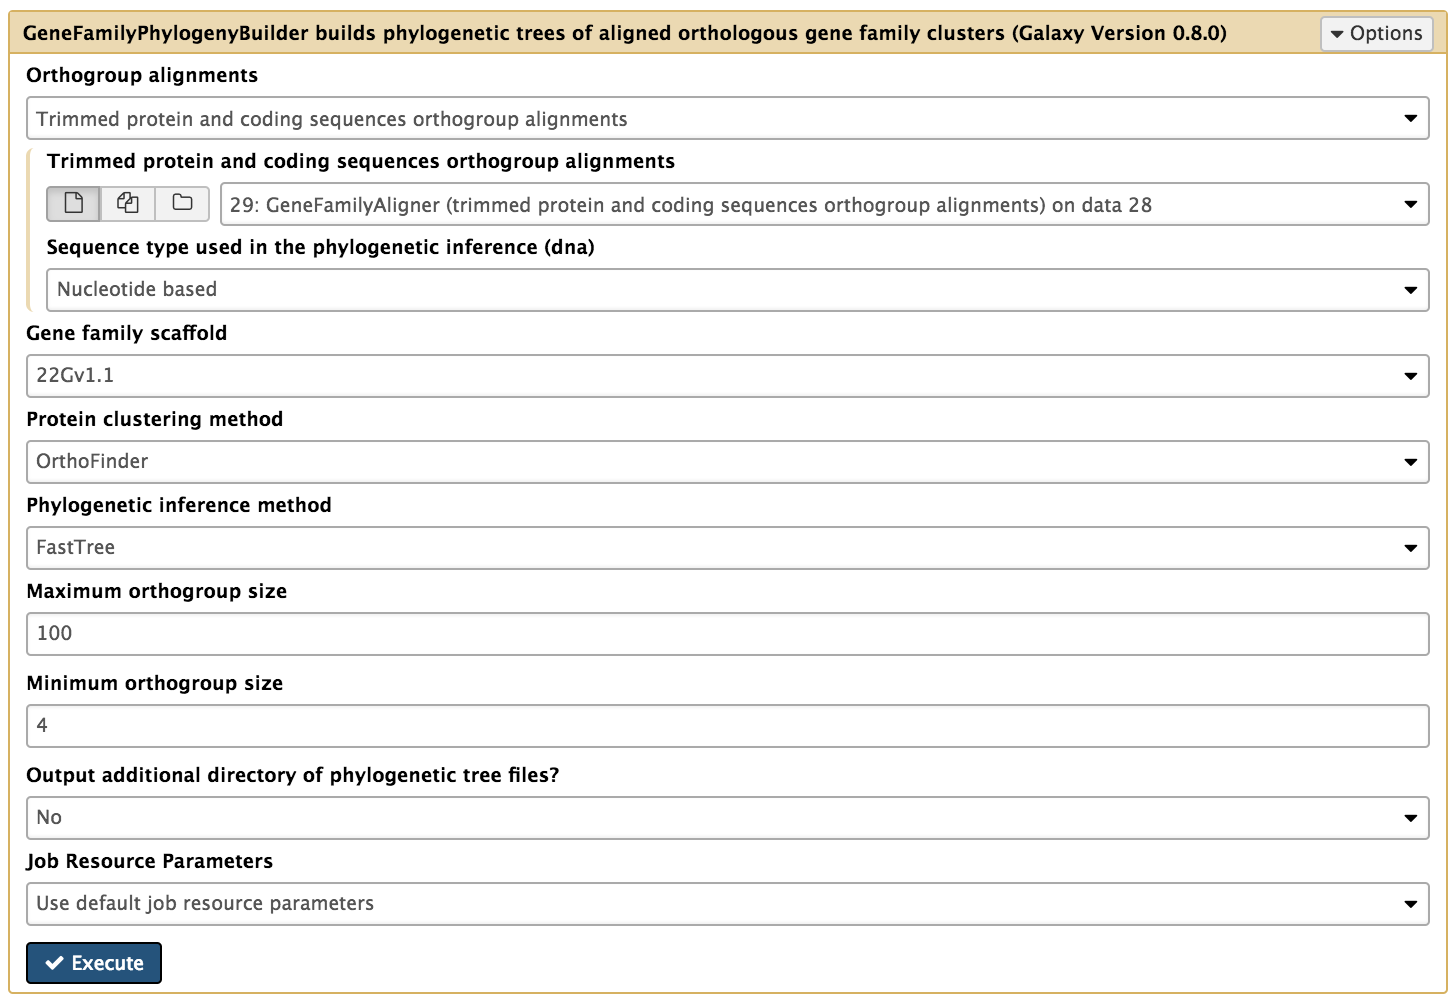 GeneFamilyPhylogenyBuilder builds phylogenetic trees of aligned orthologous gene family clusters (Galaxy Version 0.8.0)
Options
Orthogroup alignments
Trimmed protein and coding sequences orthogroup alignments
Trimmed protein and coding sequences orthogroup alignments
29: GeneFamilyAligner (trimmed protein and coding sequences orthogroup alignments) on data 28
Sequence type used in the phylogenetic inference (dna)
Nucleotide based
Gene family scaffold
22Gv1.1
Protein clustering method
OrthoFinder
Phylogenetic inference method
FastTree
Maximum orthogroup size
100
Minimum orthogroup size
4
Output additional directory of phylogenetic tree files?
No
Job Resource Parameters
Use default job resource parameters
Execute